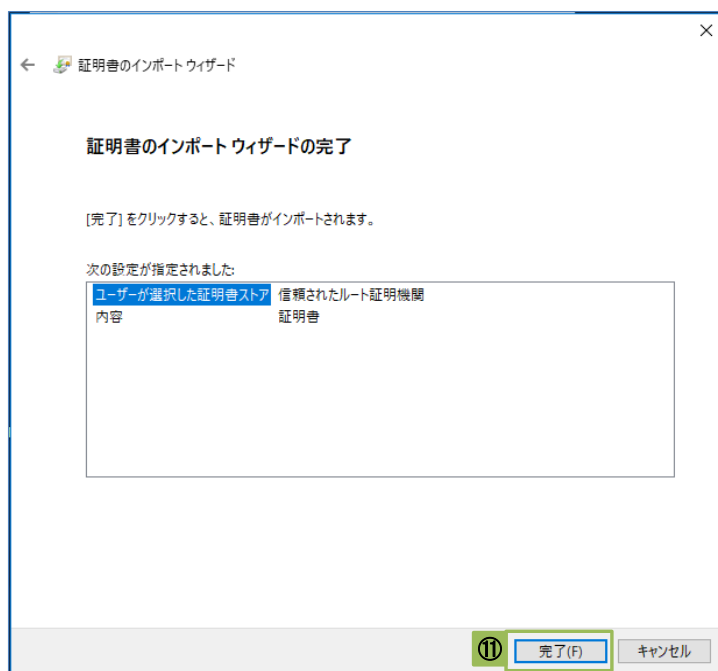 証明書のインポート ウィザード
証明書のインポート ウィザードの完了
[完了] をクリックすると、証明書がインポートされます。
次の設定が指定されました:
ユーザーが選択した証明書ストア 信頼されたルート証明機関
内容 証明書
⑪ 完了(F) キャンセル